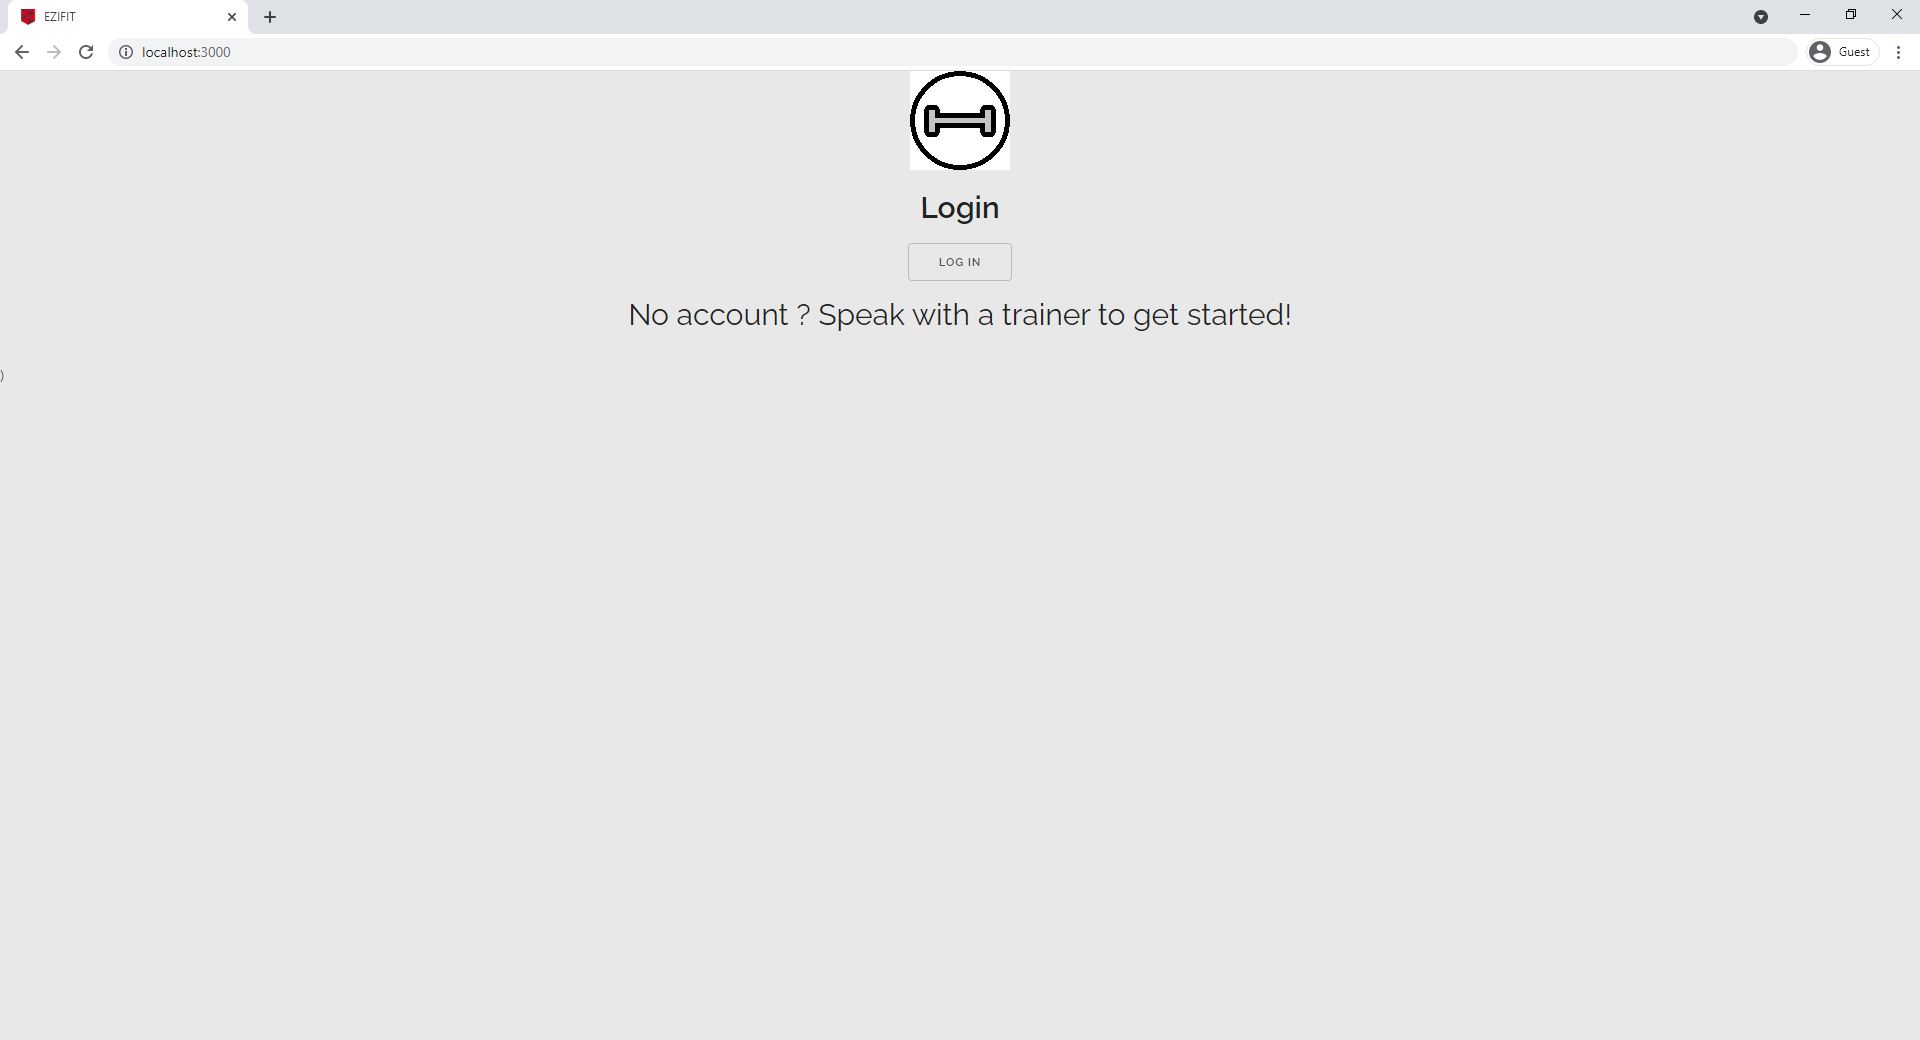 EZIFIT
localhost:3000
Guest
Login
LOG IN
No account ? Speak with a trainer to get started!
)